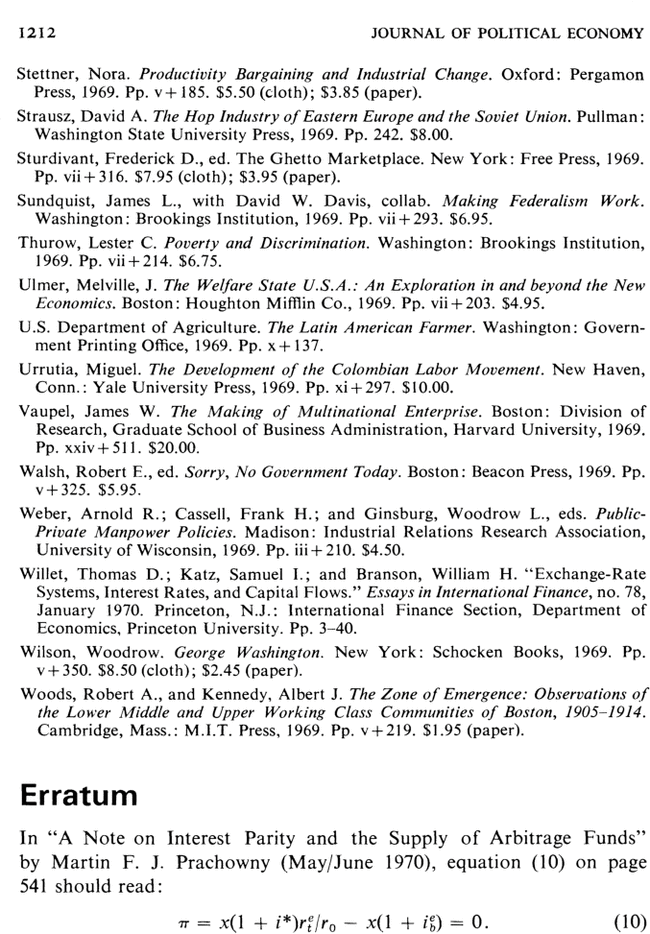 1212 JOURNAL OF POLITICAL ECONOMY
Stettner, Nora. Productivity Bargaining and Industrial Change. Oxford: Pergamon
Press, 1969. Pp. v+185. $5.50 (cloth); $3.85 (paper).
Strausz, David A. The Hop Industry of Eastern Europe and the Soviet Union. Pullman:
Washington State University Press, 1969. Pp. 242. $8.00.
Sturdivant, Frederick D., ed. The Ghetto Marketplace. New York: Free Press, 1969.
Pp. vii+316. $7.95 (cloth); $3.95 (paper).
Sundquist, James L., with David W. Davis, collab. Making Federalism Work.
Washington: Brookings Institution, 1969. Pp. vii+293. $6.95.
Thurow, Lester C. Poverty and Discrimination. Washington: Brookings Institution,
1969. Pp. vii+214. $6.75.
Ulmer, Melville, J. The Welfare State U.S.A.: An Exploration in and beyond the New
Economics. Boston: Houghton Mifflin Co., 1969. Pp. vii+203. $4.95.
U.S. Department of Agriculture. The Latin American Farmer. Washington: Govern-
ment Printing Office, 1969. Pp. x+137.
Urrutia, Miguel. The Development of the Colombian Labor Movement. New Haven,
Conn.: Yale University Press, 1969. Pp. xi+297. $10.00.
Vaupel, James W. The Making of Multinational Enterprise. Boston: Division of
Research, Graduate School of Business Administration, Harvard University, 1969.
Pp. xxiv+511. $20.00.
Walsh, Robert E., ed. Sorry, No Government Today. Boston: Beacon Press, 1969. Pp.
v+325. $5.95.
Weber, Arnold R.; Cassell, Frank H.; and Ginsburg, Woodrow L., eds. Public-
Private Manpower Policies. Madison: Industrial Relations Research Association,
University of Wisconsin, 1969. Pp. iii+210. $4.50.
Willet, Thomas D.; Katz, Samuel I.; and Branson, William H. “Exchange-Rate
Systems, Interest Rates, and Capital Flows.” Essays in International Finance, no. 78,
January 1970. Princeton, N.J.: International Finance Section, Department of
Economics, Princeton University. Pp. 3–40.
Wilson, Woodrow. George Washington. New York: Schocken Books, 1969. Pp.
v+350. $8.50 (cloth); $2.45 (paper).
Woods, Robert A., and Kennedy, Albert J. The Zone of Emergence: Observations of
the Lower Middle and Upper Working Class Communities of Boston, 1905–1914.
Cambridge, Mass.: M.I.T. Press, 1969. Pp. v+219. $1.95 (paper).
Erratum
In “A Note on Interest Parity and the Supply of Arbitrage Funds”
by Martin F. J. Prachowny (May/June 1970), equation (10) on page
541 should read:
π = x(1 + i*)r_t^e/r_0 − x(1 + i_b^e) = 0. (10)